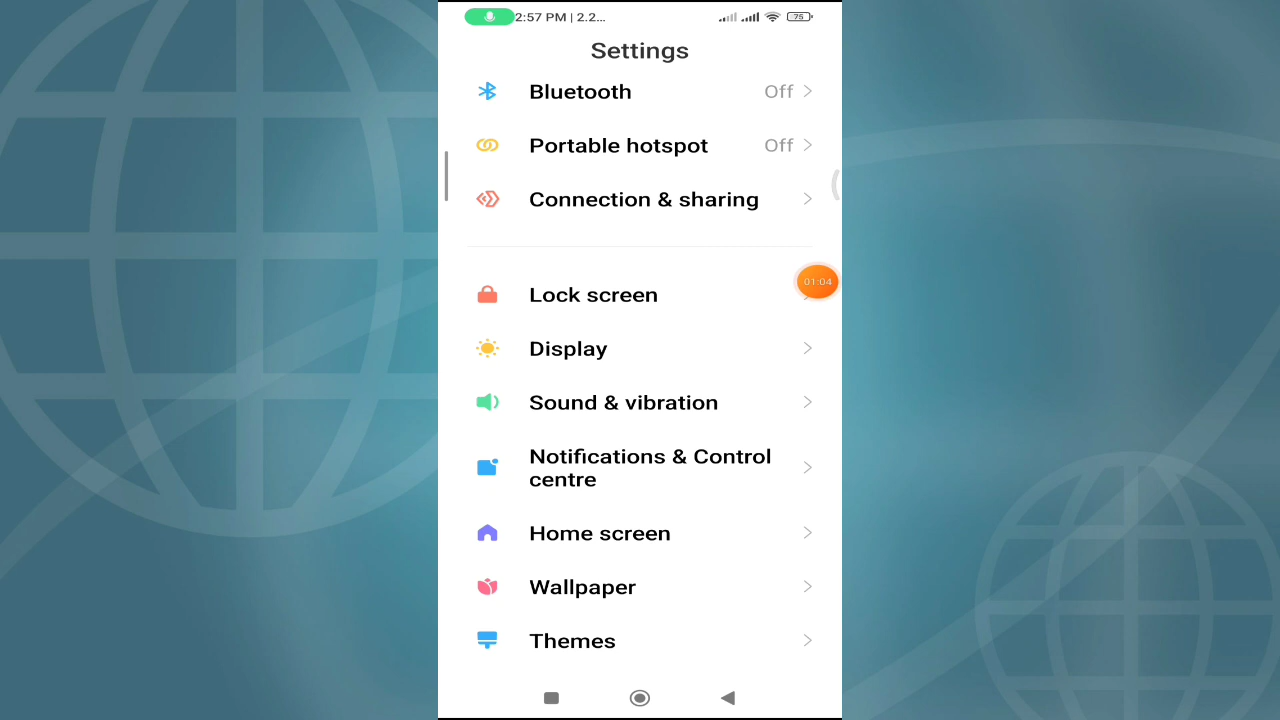 2:57 PM | 2.2...
75
Settings
Bluetooth Off
Portable hotspot Off
Connection & sharing
01:04
Lock screen
Display
Sound & vibration
Notifications & Control
centre
Home screen
Wallpaper
Themes